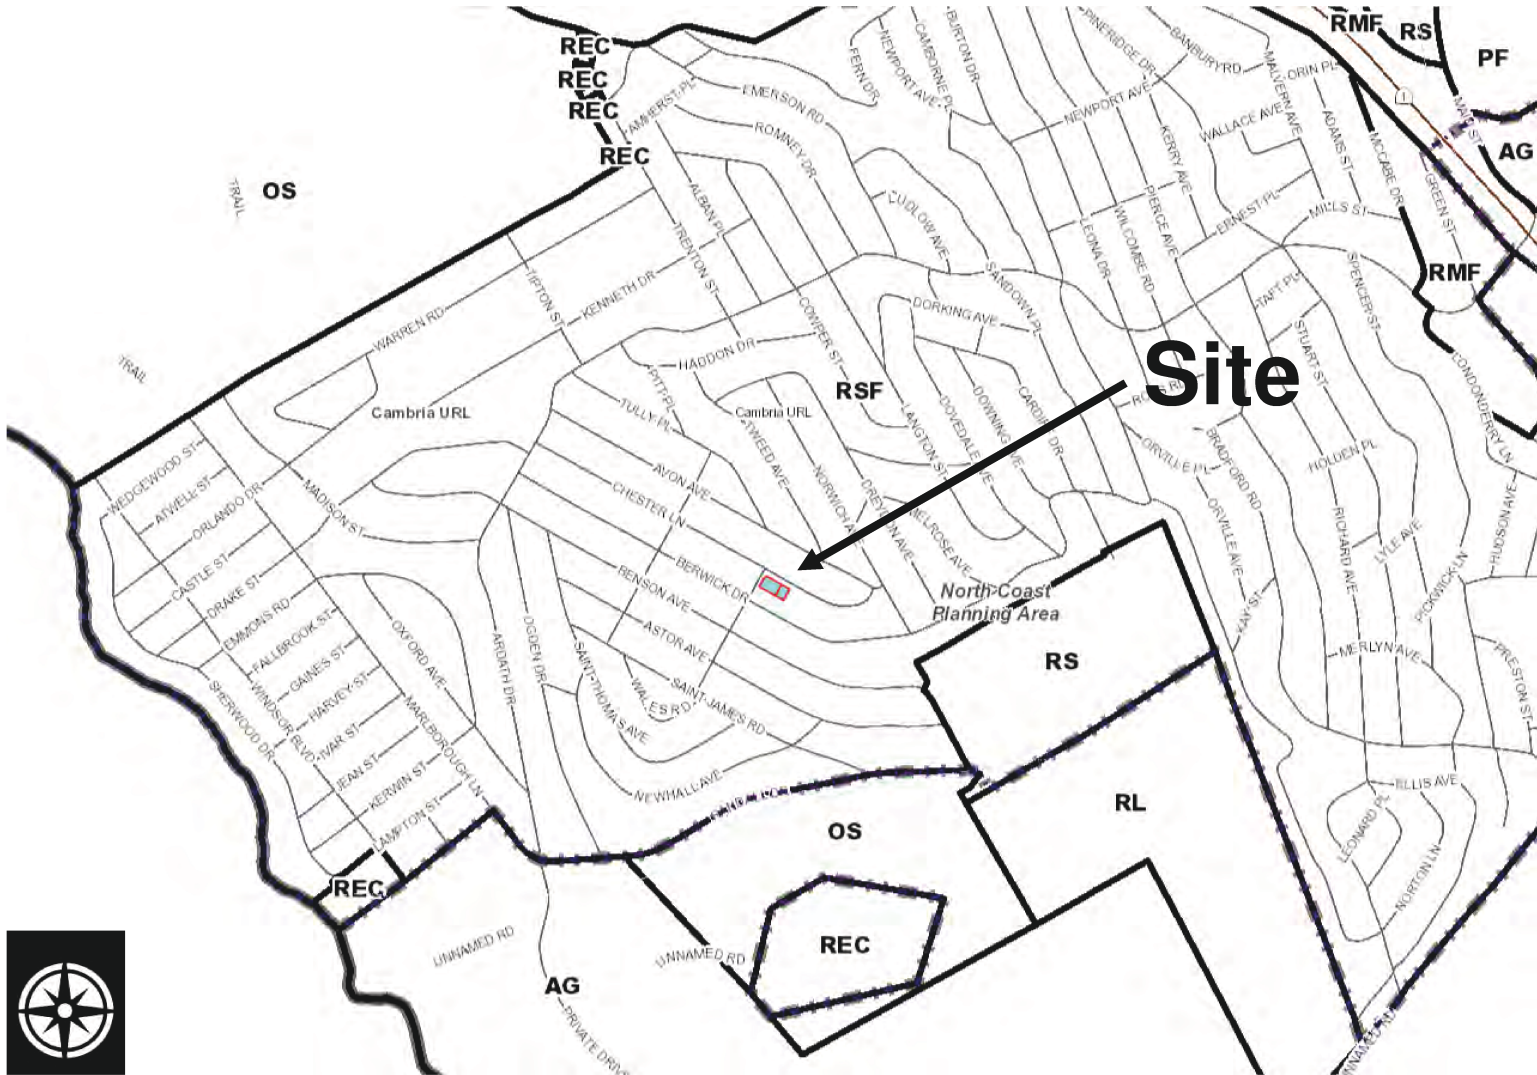 REC
REC
REC
REC
RMF
RS
PF
AG
OS
TRAIL
TRAIL
AMHERST PL
EMERSON RD
ROMNEY DR
FERN DR
NEWPORT AVE
CAMBORNE PL
BURTON DR
PINERIDGE DR
BANBURY RD
MALVERN AVE
ORIN PL
NEWPORT AVE
WALLACE AVE
KERRY AVE
ADAMS ST
MCCABE DR
MAIN ST
1
GREEN ST
ALBAN PL
TRENTON ST
LUDLOW AVE
PIERCE AVE
WILCOMBE RD
LEONA DR
ERNEST PL
MILLS ST
RMF
TIPTON ST
KENNETH DR
WARREN RD
SANDOWN PL
DORKING AVE
COWPER ST
TAFT PL
SPENCER ST
STUART ST
LONDONDERRY LN
HADDON DR
PITT PL
TULLY PL
RSF
Site
Cambria URL
Cambria URL
TWEED AVE
LANGTON ST
DOVEDALE AVE
DOWNING AVE
CARDIFF DR
ORVILLE PL
BRADFORD RD
HOLDEN PL
WEDGEWOOD ST
ATWELL ST
ORLANDO DR
MADISON ST
AVON AVE
CHESTER LN
NORWICH A
DREYDON AVE
MELROSE AVE
ORVILLE AVE
RICHARD AVE
LYLE AVE
HUDSON AVE
PICKWICK LN
CASTLE ST
DRAKE ST
EMMONS RD
FALLBROOK ST
GAINES ST
HARVEY ST
IVAR ST
JEAN ST
KERWIN ST
LAMPTON ST
SHERWOOD DR
WINDSOR BLVD
MARLBOROUGH LN
OXFORD AVE
ARDATH DR
OGDEN DR
BERWICK DR
BENSON AVE
ASTOR AVE
SAINT THOMAS AVE
WALES RD
SAINT JAMES RD
NEWHALL AVE
North Coast
Planning Area
RS
KAY ST
MERLYN AVE
PRESTON ST
RL
ELLIS AVE
LEONARD PL
NORTON LN
OS
REC
REC
UNNAMED RD
UNNAMED RD
AG
PRIVATE DRIV
NNAMED RD